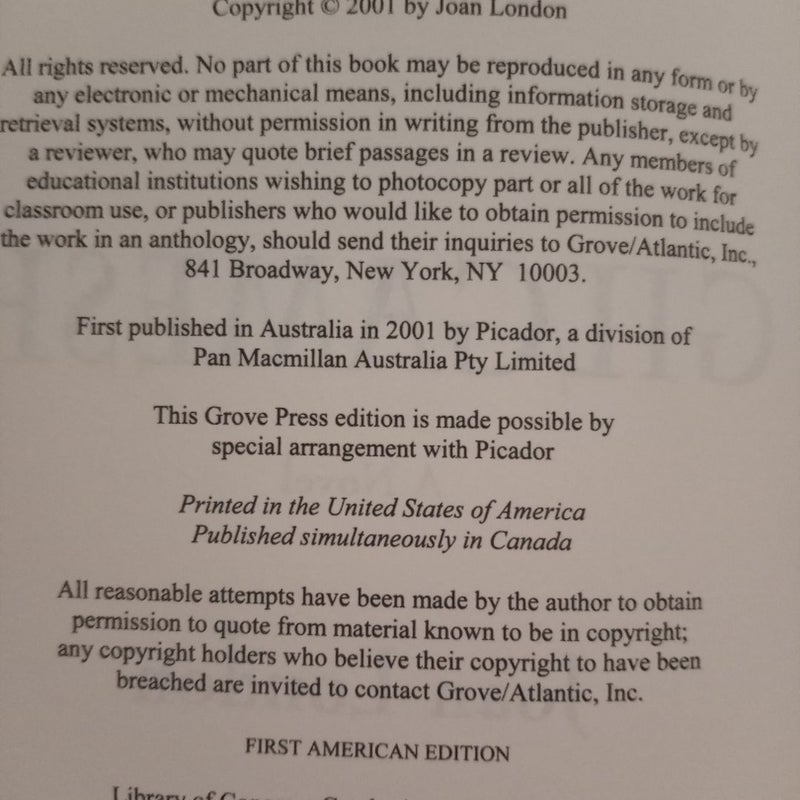 Copyright © 2001 by Joan London
All rights reserved. No part of this book may be reproduced in any form or by
any electronic or mechanical means, including information storage and
retrieval systems, without permission in writing from the publisher, except by
a reviewer, who may quote brief passages in a review. Any members of
educational institutions wishing to photocopy part or all of the work for
classroom use, or publishers who would like to obtain permission to include
the work in an anthology, should send their inquiries to Grove/Atlantic, Inc.,
841 Broadway, New York, NY 10003.
First published in Australia in 2001 by Picador, a division of
Pan Macmillan Australia Pty Limited
This Grove Press edition is made possible by
special arrangement with Picador
Printed in the United States of America
Published simultaneously in Canada
All reasonable attempts have been made by the author to obtain
permission to quote from material known to be in copyright;
any copyright holders who believe their copyright to have been
breached are invited to contact Grove/Atlantic, Inc.
FIRST AMERICAN EDITION
Library of